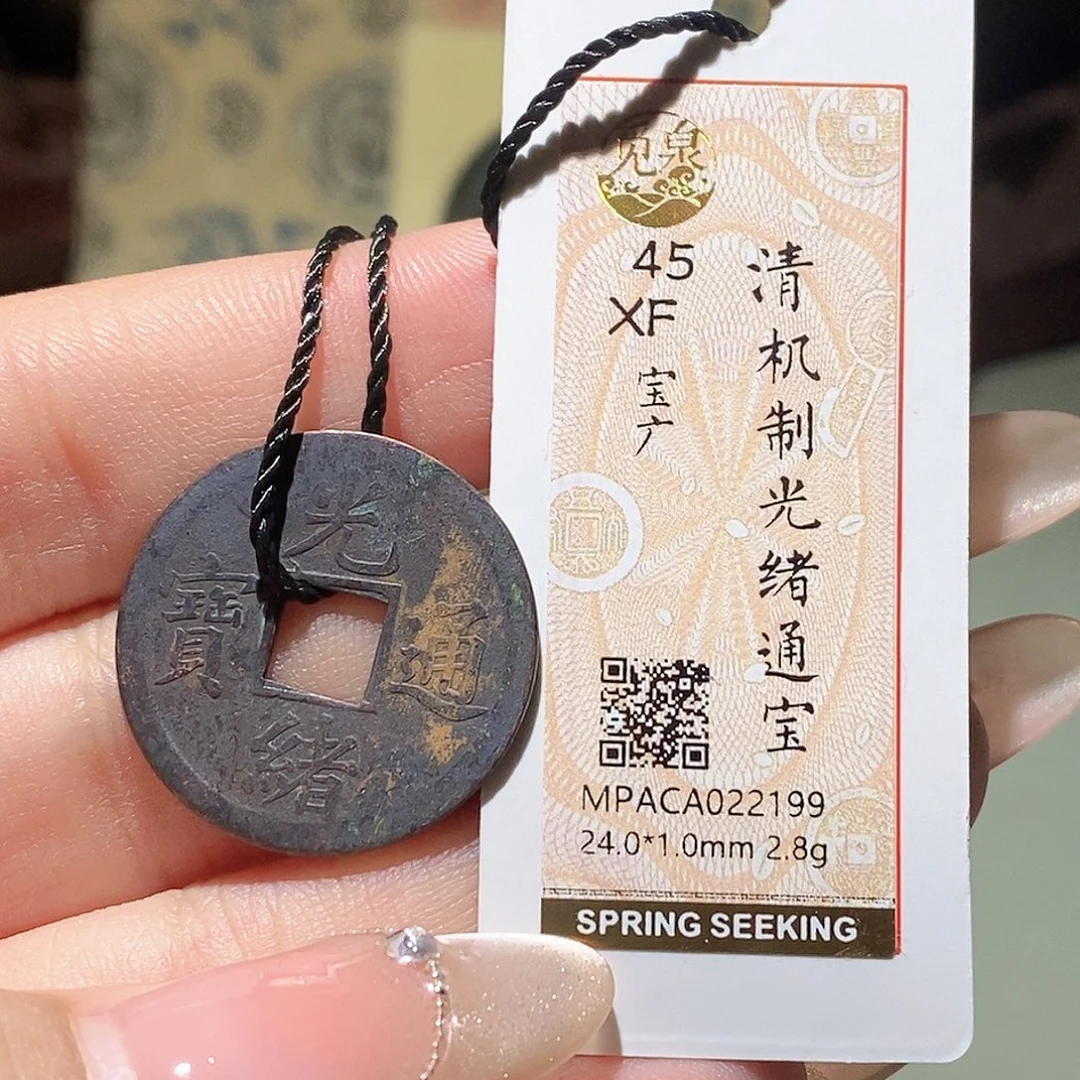 光
緒
通
寶
觅泉
45
XF
宝广
清机制光绪通宝
MPACA022199
24.0*1.0mm 2.8g
SPRING SEEKING